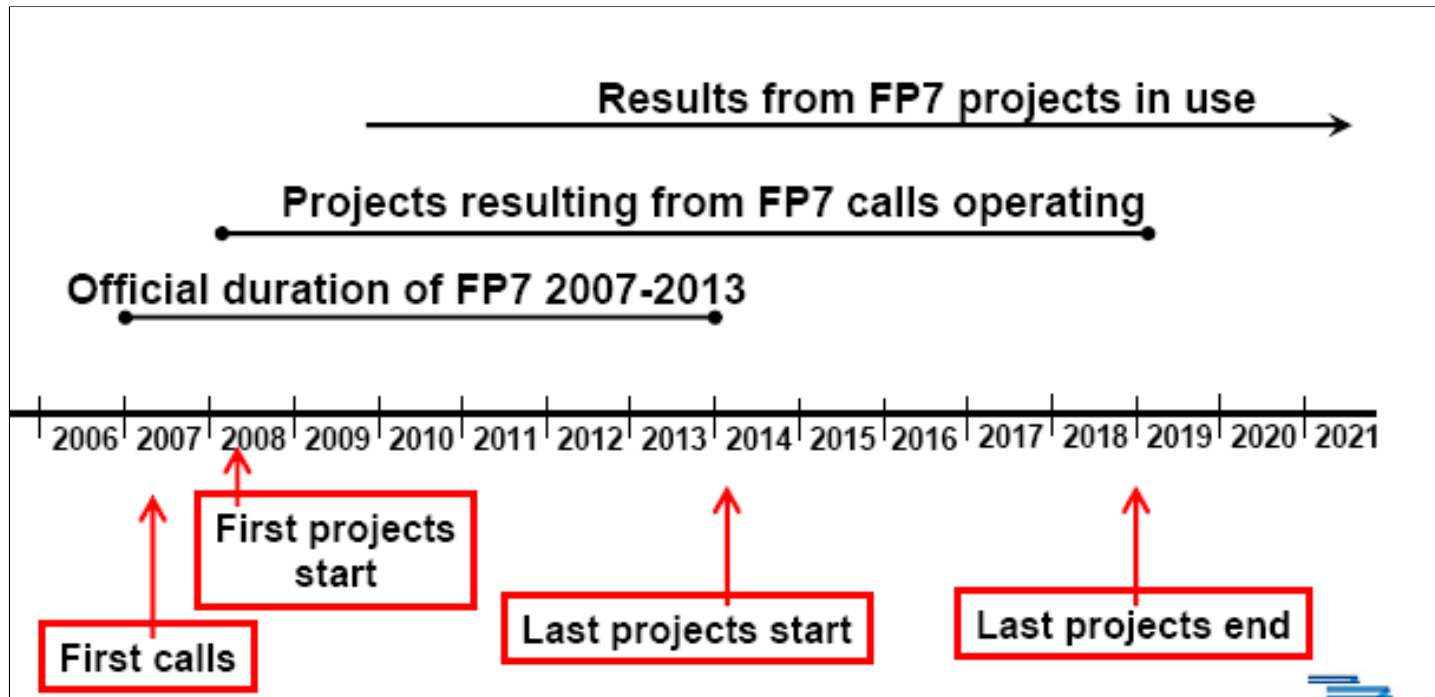 Results from FP7 projects in use
Projects resulting from FP7 calls operating
Official duration of FP7 2007-2013
2006 2007 2008 2009 2010 2011 2012 2013 2014 2015 2016 2017 2018 2019 2020 2021
First projects
start
First calls
Last projects start
Last projects end